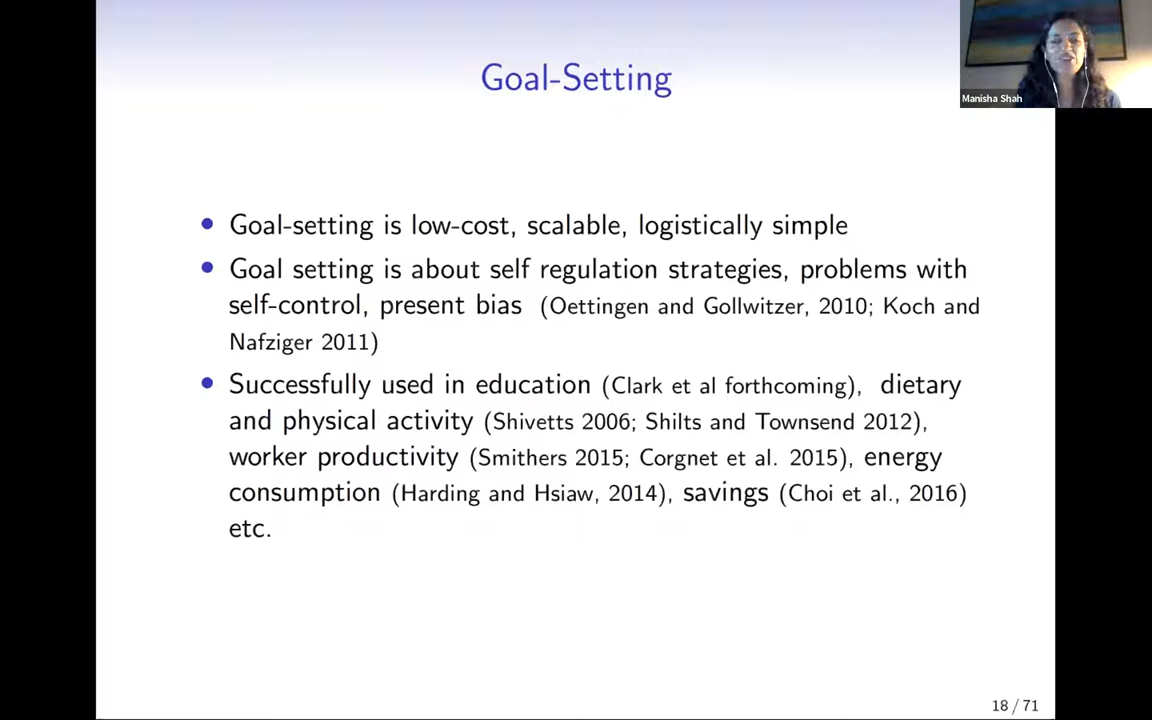 Goal-Setting
Manisha Shah
Goal-setting is low-cost, scalable, logistically simple
Goal setting is about self regulation strategies, problems with
self-control, present bias (Oettingen and Gollwitzer, 2010; Koch and
Nafziger 2011)
Successfully used in education (Clark et al forthcoming), dietary
and physical activity (Shivetts 2006; Shilts and Townsend 2012),
worker productivity (Smithers 2015; Corgnet et al. 2015), energy
consumption (Harding and Hsiaw, 2014), savings (Choi et al., 2016)
etc.
18 / 71